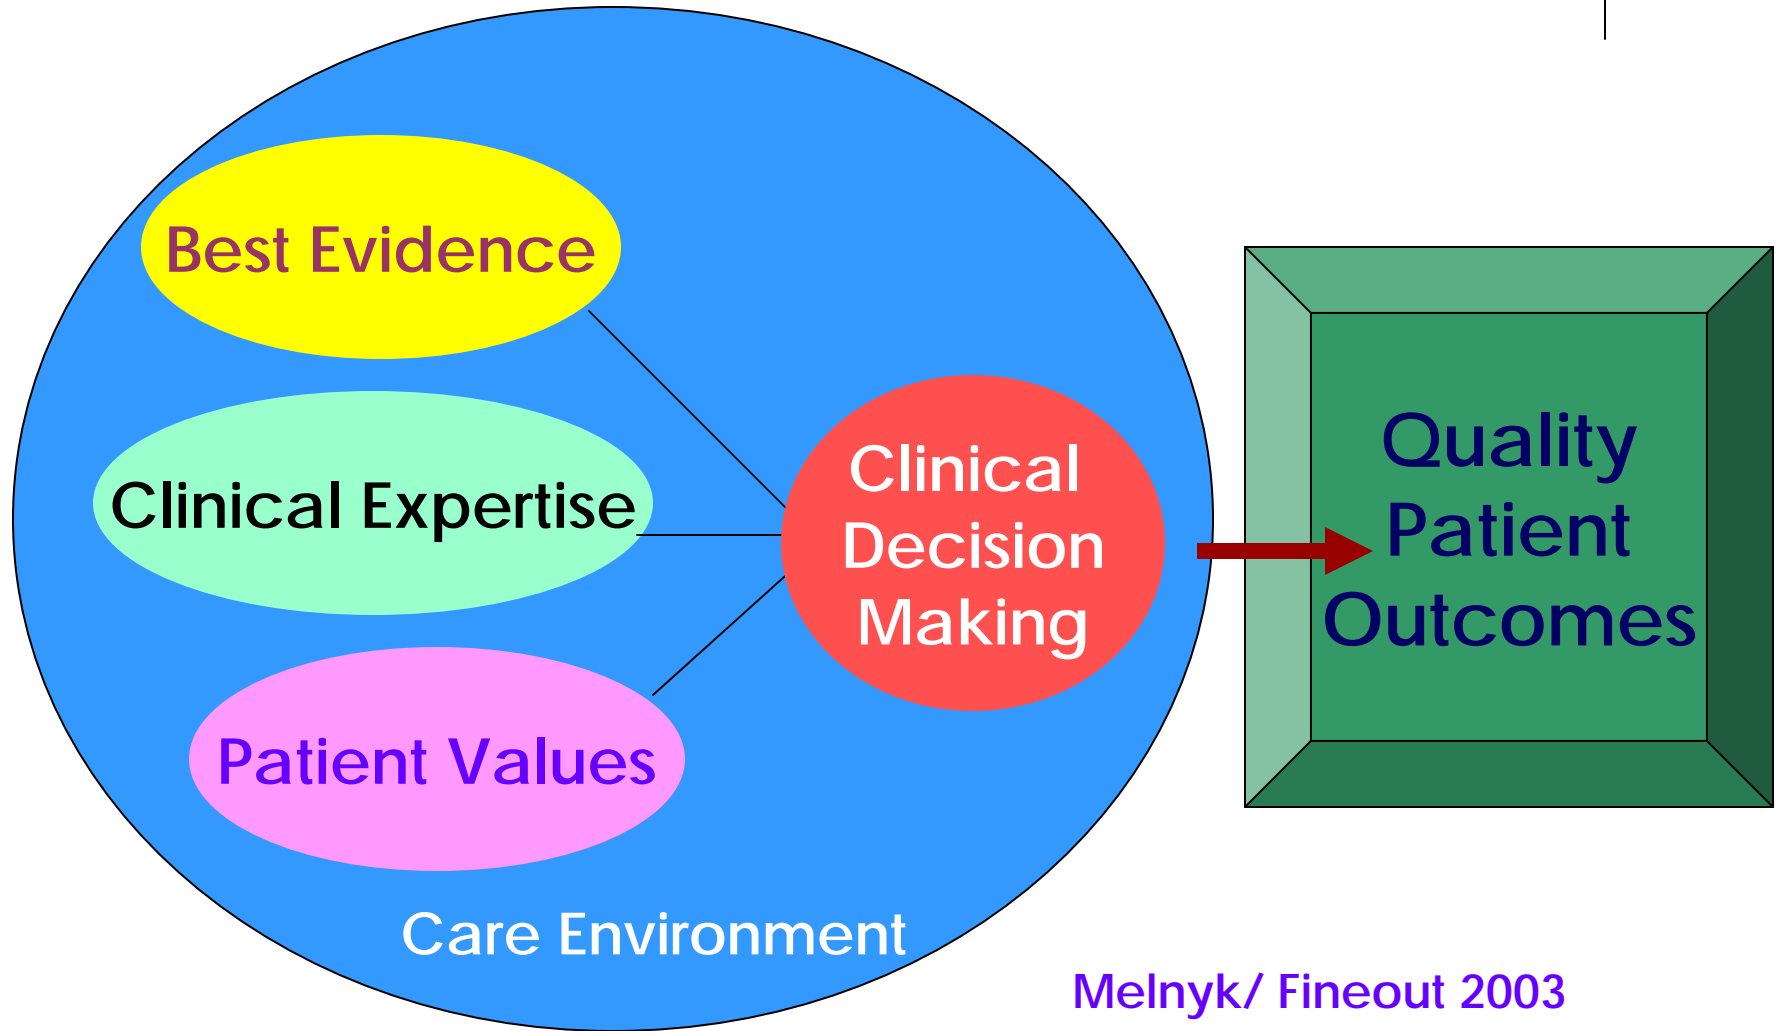 Best Evidence
Clinical Expertise
Patient Values
Care Environment
Clinical
Decision
Making
Quality
Patient
Outcomes
Melnyk/ Fineout 2003